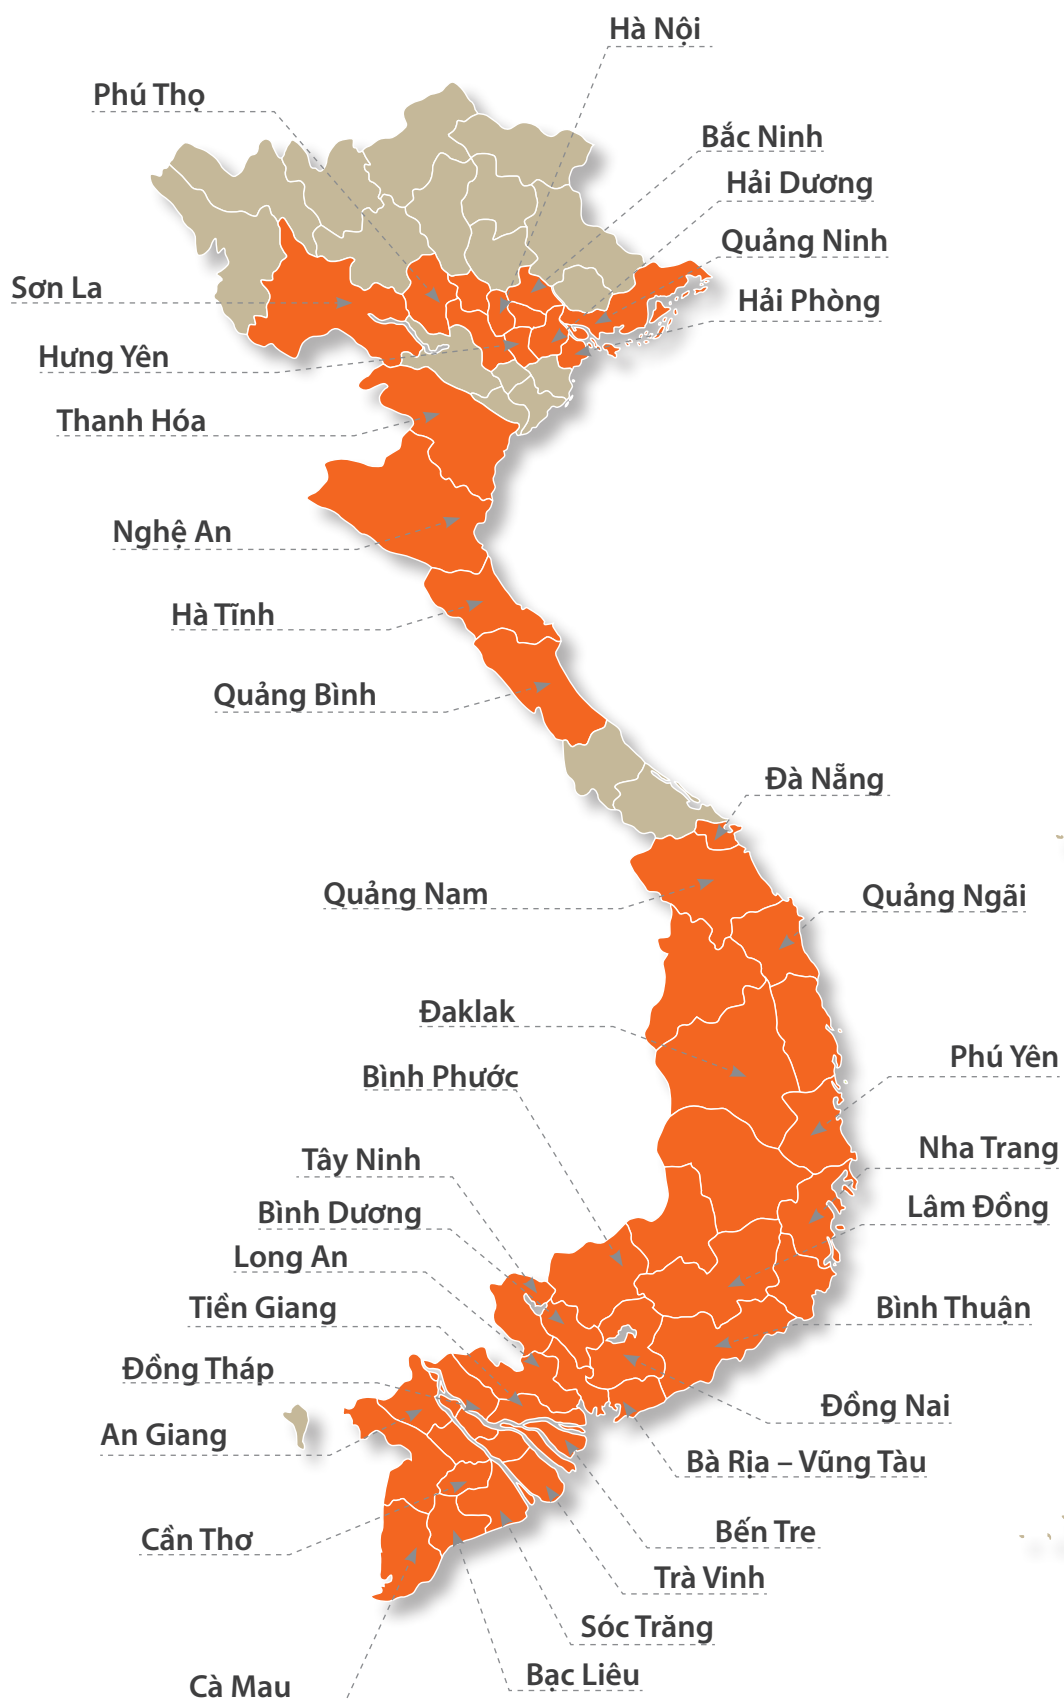 Hà Nội
Phú Thọ
Bắc Ninh
Hải Dương
Quảng Ninh
Sơn La
Hải Phòng
Hưng Yên
Thanh Hóa
Nghệ An
Hà Tĩnh
Quảng Bình
Đà Nẵng
Quảng Nam
Quảng Ngãi
Đaklak
Phú Yên
Bình Phước
Nha Trang
Tây Ninh
Lâm Đồng
Bình Dương
Long An
Tiền Giang
Bình Thuận
Đồng Tháp
Đồng Nai
An Giang
Bà Rịa – Vũng Tàu
Bến Tre
Cần Thơ
Trà Vinh
Sóc Trăng
Bạc Liêu
Cà Mau